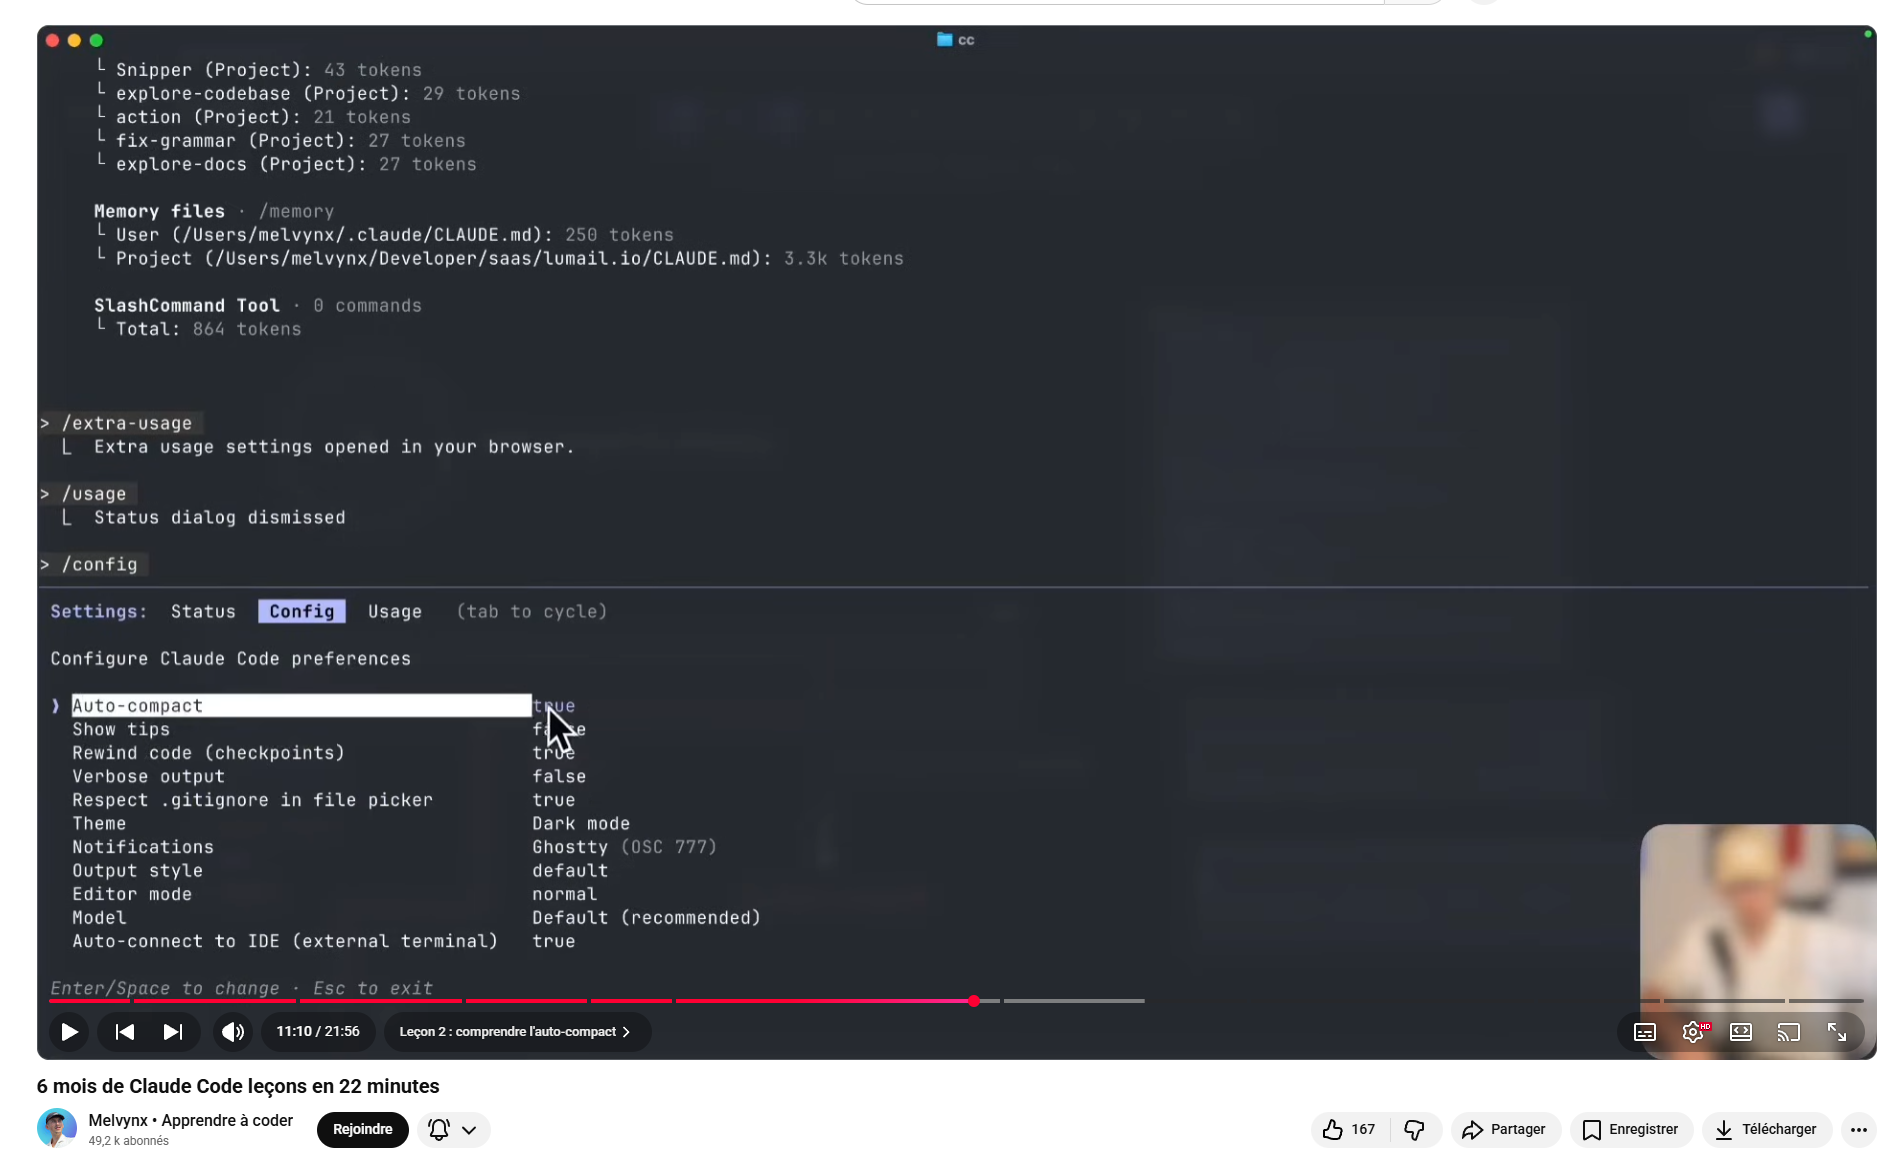 cc
└ Snipper (Project): 43 tokens
└ explore-codebase (Project): 29 tokens
└ action (Project): 21 tokens
└ fix-grammar (Project): 27 tokens
└ explore-docs (Project): 27 tokens
Memory files · /memory
└ User (/Users/melvynx/.claude/CLAUDE.md): 250 tokens
└ Project (/Users/melvynx/Developer/saas/lumail.io/CLAUDE.md): 3.3k tokens
SlashCommand Tool · 0 commands
└ Total: 864 tokens
> /extra-usage
⎣ Extra usage settings opened in your browser.
> /usage
⎣ Status dialog dismissed
> /config
Settings: Status Config Usage (tab to cycle)
Configure Claude Code preferences
❯ Auto-compact true
Show tips false
Rewind code (checkpoints) true
Verbose output false
Respect .gitignore in file picker true
Theme Dark mode
Notifications Ghostty (OSC 777)
Output style default
Editor mode normal
Model Default (recommended)
Auto-connect to IDE (external terminal) true
Enter/Space to change · Esc to exit
11:10 / 21:56 Leçon 2 : comprendre l'auto-compact HD
6 mois de Claude Code leçons en 22 minutes
Melvynx • Apprendre à coder
49,2 k abonnés
Rejoindre
167 Partager Enregistrer Télécharger